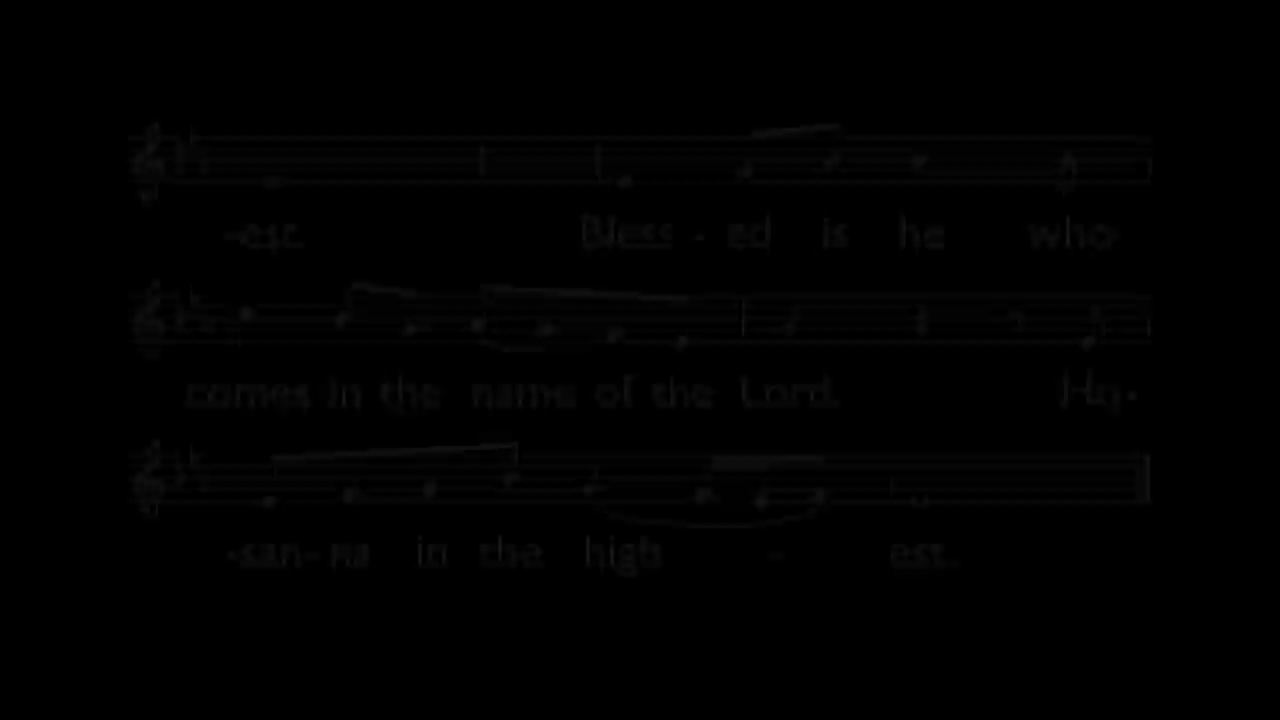 -est. Bless - ed is he who
comes in the name of the Lord. Ho-
-san- na in the high - est.